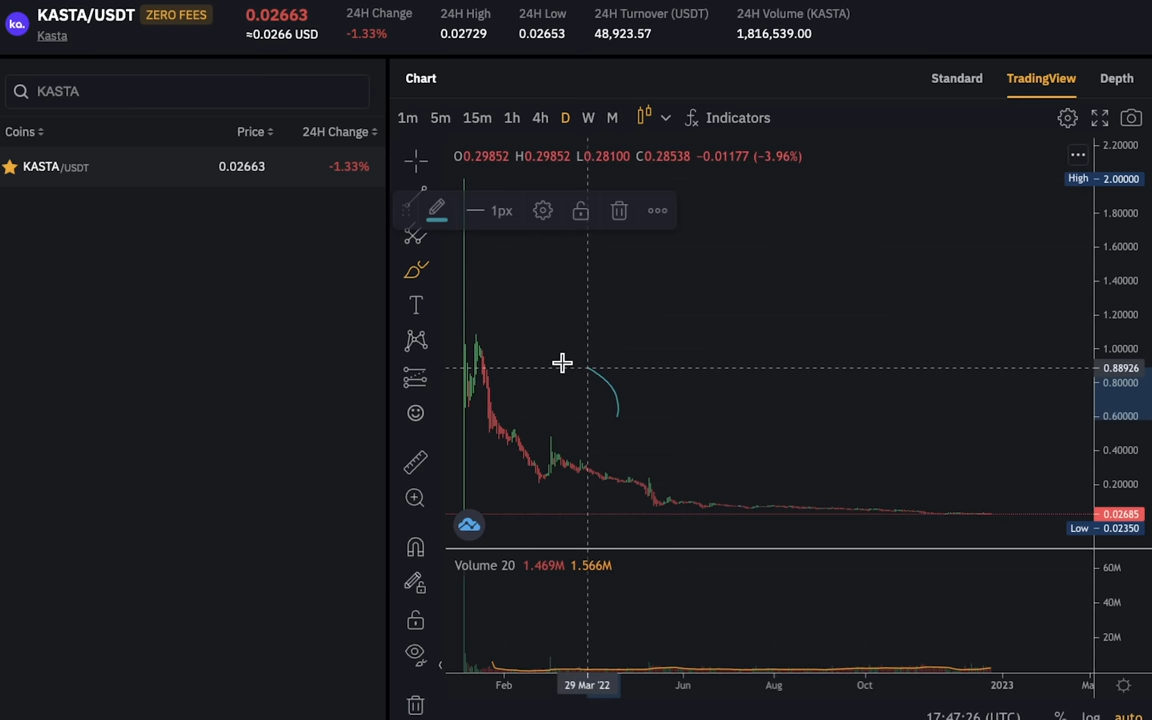 ka.
KASTA/USDT ZERO FEES
Kasta
0.02663
≈0.0266 USD
24H Change
-1.33%
24H High
0.02729
24H Low
0.02653
24H Turnover (USDT)
48,923.57
24H Volume (KASTA)
1,816,539.00
KASTA
Coins Price 24H Change
KASTA/USDT 0.02663 -1.33%
Chart Standard TradingView Depth
1m 5m 15m 1h 4h D W M Indicators
O0.29852 H0.29852 L0.28100 C0.28538 -0.01177 (-3.96%)
1px
T
2.20000
High 2.00000
1.80000
1.60000
1.40000
1.20000
1.00000
0.88926
0.80000
0.60000
0.40000
0.20000
0.02685
Low 0.02350
Volume 20 1.469M 1.566M
60M
40M
20M
Feb 29 Mar '22 Jun Aug Oct 2023 Ma
17:47:26 (UTC) % log auto